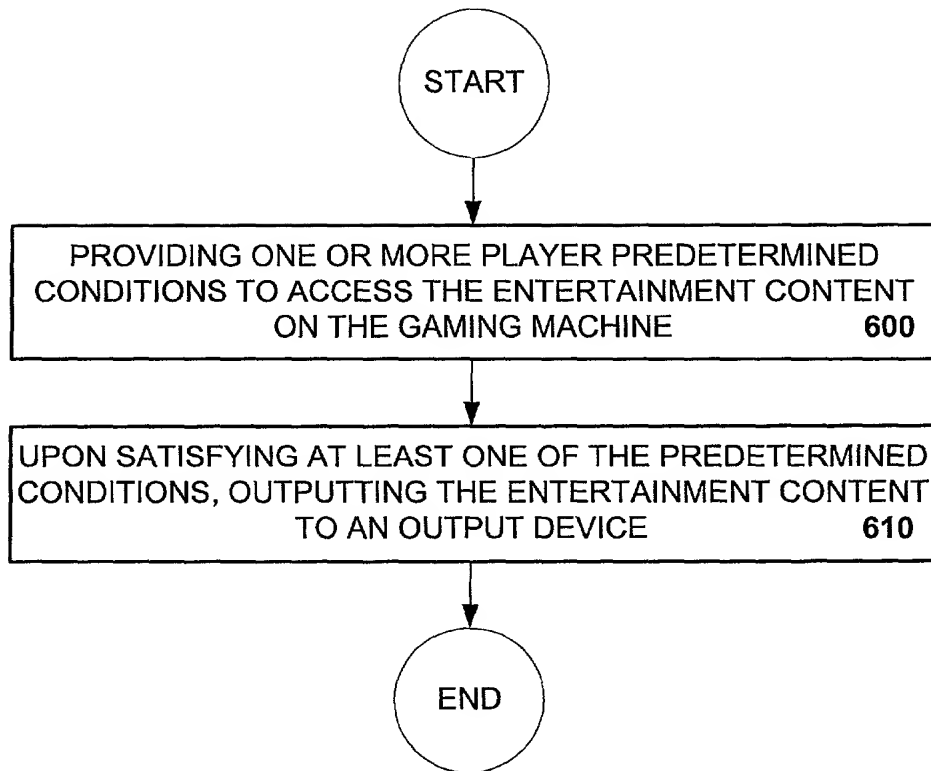 START
PROVIDING ONE OR MORE PLAYER PREDETERMINED
CONDITIONS TO ACCESS THE ENTERTAINMENT CONTENT
ON THE GAMING MACHINE 600
UPON SATISFYING AT LEAST ONE OF THE PREDETERMINED
CONDITIONS, OUTPUTTING THE ENTERTAINMENT CONTENT
TO AN OUTPUT DEVICE 610
END